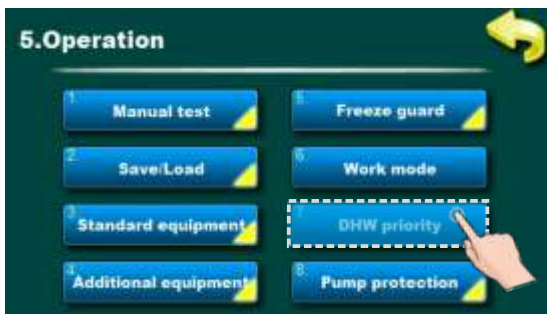 5.Operation
1. Manual test
2. Save/Load
3. Standard equipment
4. Additional equipment
5. Freeze guard
6. Work mode
7. DHW priority
8. Pump protection